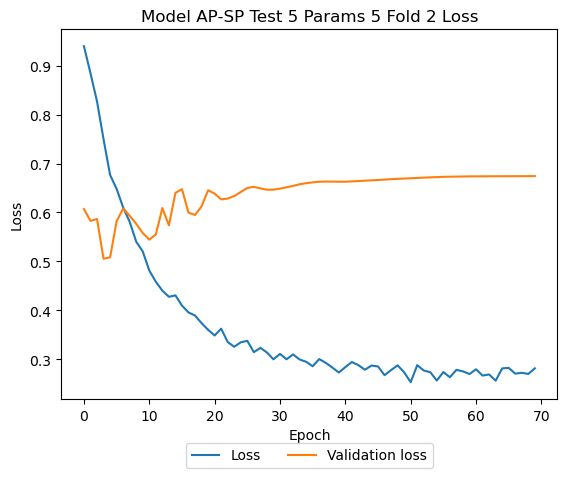 Model AP-SP Test 5 Params 5 Fold 2 Loss
Loss
0.9
0.8
0.7
0.6
0.5
0.4
0.3
0 10 20 30 40 50 60 70
Epoch
Loss Validation loss